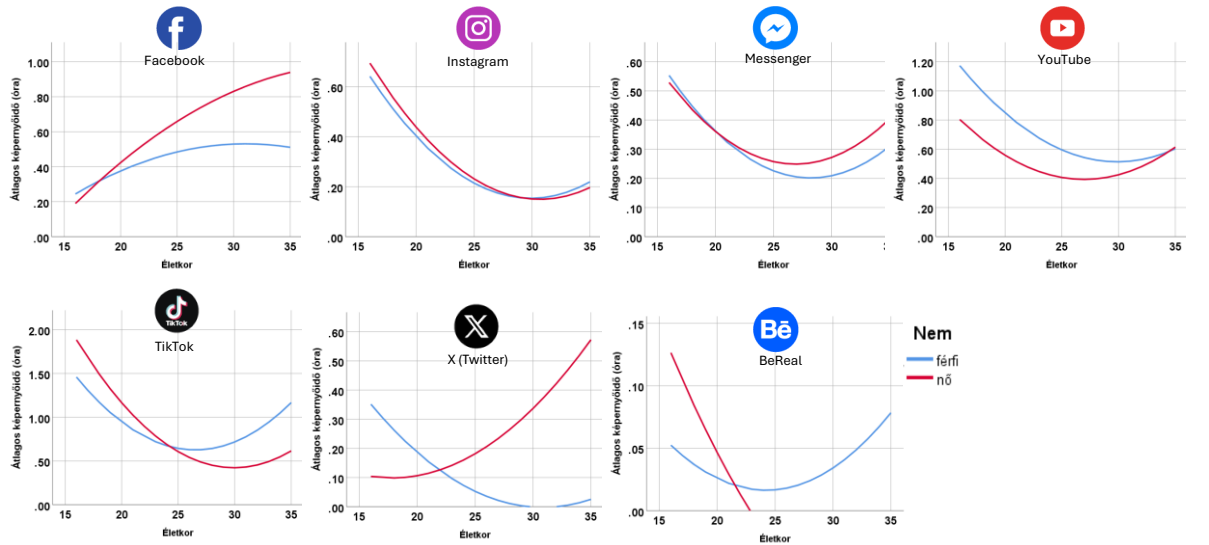 Facebook
Átlagos képernyőidő (óra)
1.00
.80
.60
.40
.20
.00
15
20
25
30
35
Életkor
Instagram
Átlagos képernyőidő (óra)
.60
.40
.20
.00
15
20
25
30
35
Életkor
Messenger
Átlagos képernyőidő (óra)
.60
.50
.40
.30
.20
.10
.00
15
20
25
30
Életkor
YouTube
Átlagos képernyőidő (óra)
1.20
1.00
.80
.60
.40
.20
.00
15
20
25
30
35
Életkor
TikTok
TikTok
Átlagos képernyőidő (óra)
2.00
1.50
1.00
.50
.00
15
20
25
30
35
Életkor
X (Twitter)
Átlagos képernyőidő (óra)
.60
.50
.40
.30
.20
.10
.00
15
20
25
30
35
Életkor
Bē
BeReal
Átlagos képernyőidő (óra)
.15
.10
.05
.00
15
20
25
30
35
Életkor
Nem
férfi
nő